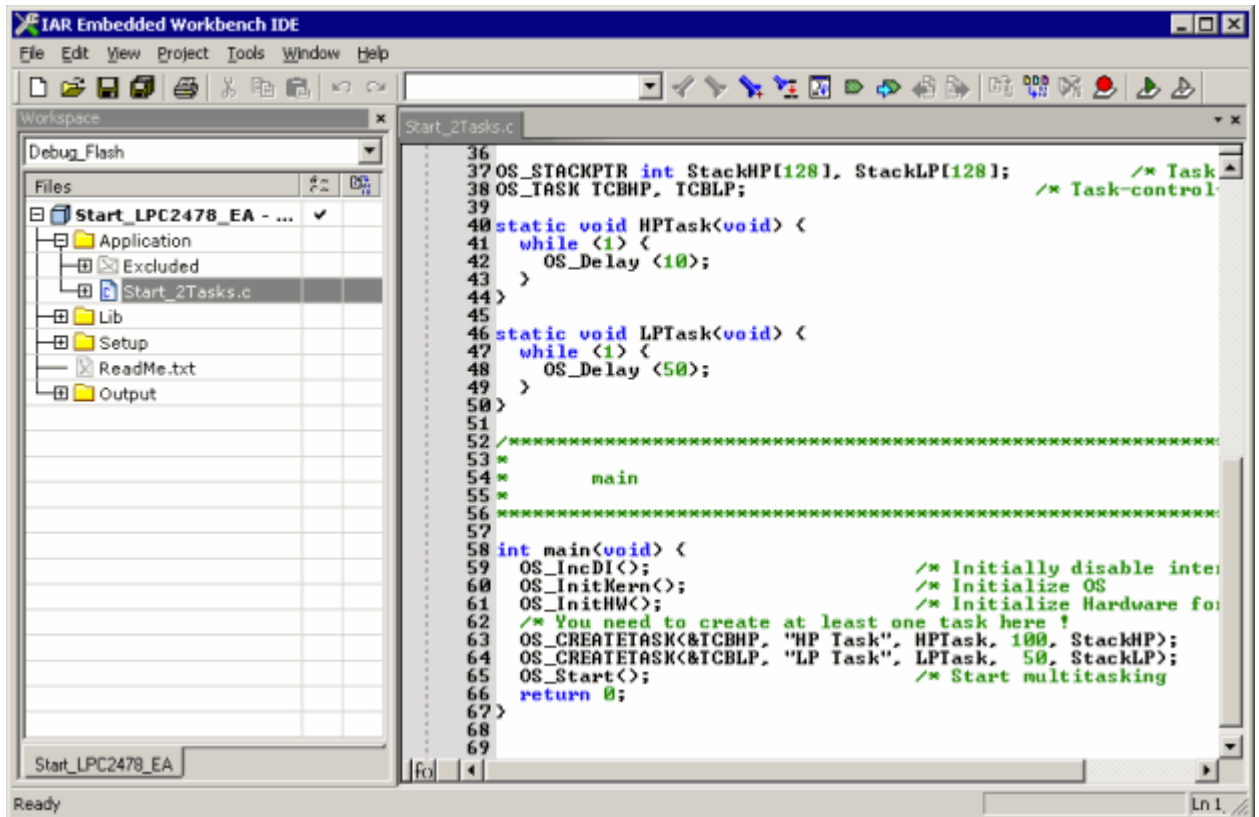 IAR Embedded Workbench IDE
File Edit View Project Tools Window Help
Workspace
Debug_Flash
Files
Start_LPC2478_EA - ...
Application
Excluded
Start_2Tasks.c
Lib
Setup
ReadMe.txt
Output
Start_LPC2478_EA
Start_2Tasks.c
36
37 OS_STACKPTR int StackHP[128], StackLP[128]; /* Task
38 OS_TASK TCBHP, TCBLP; /* Task-control-
39
40 static void HPTask(void) {
41 while (1) {
42 OS_Delay (10);
43 }
44 }
45
46 static void LPTask(void) {
47 while (1) {
48 OS_Delay (50);
49 }
50 }
51
52 /*********************************************************************
53 *
54 * main
55 *
56 **********************************************************************
57
58 int main(void) {
59 OS_IncDI(); /* Initially disable inte
60 OS_InitKern(); /* Initialize OS
61 OS_InitHW(); /* Initialize Hardware fo
62 /* You need to create at least one task here !
63 OS_CREATETASK(&TCBHP, "HP Task", HPTask, 100, StackHP);
64 OS_CREATETASK(&TCBLP, "LP Task", LPTask, 50, StackLP);
65 OS_Start(); /* Start multitasking
66 return 0;
67 }
68
69
fo
Ready
Ln 1,